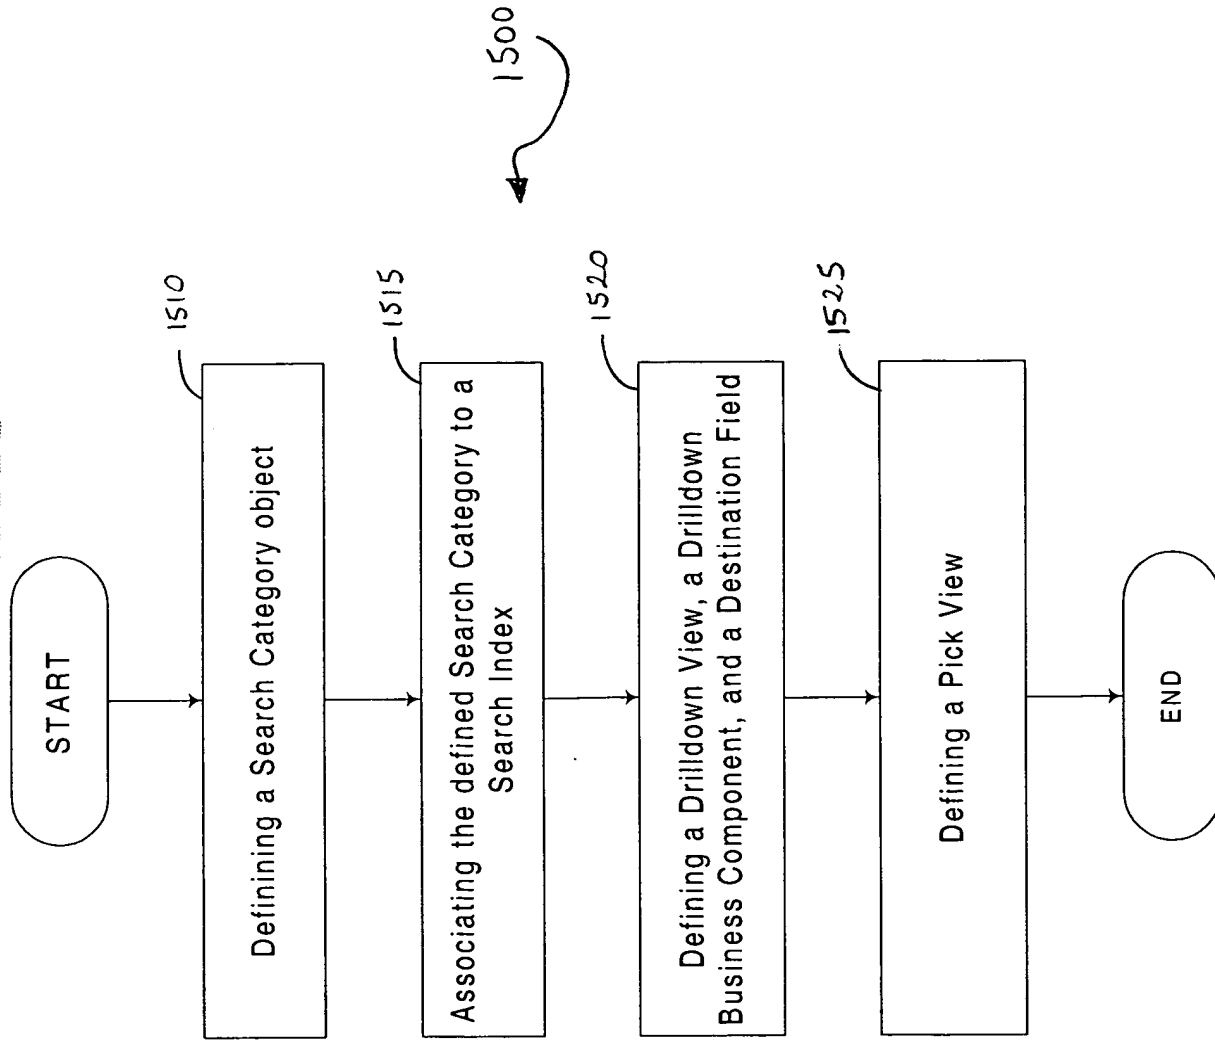 START
1510
Definining a Search Category object
1515
Associating the defined Search Category to a
Search Index
1520
Defining a Drilldown View, a Drilldown
Business Component, and a Destination Field
1525
Defining a Pick View
END
1500